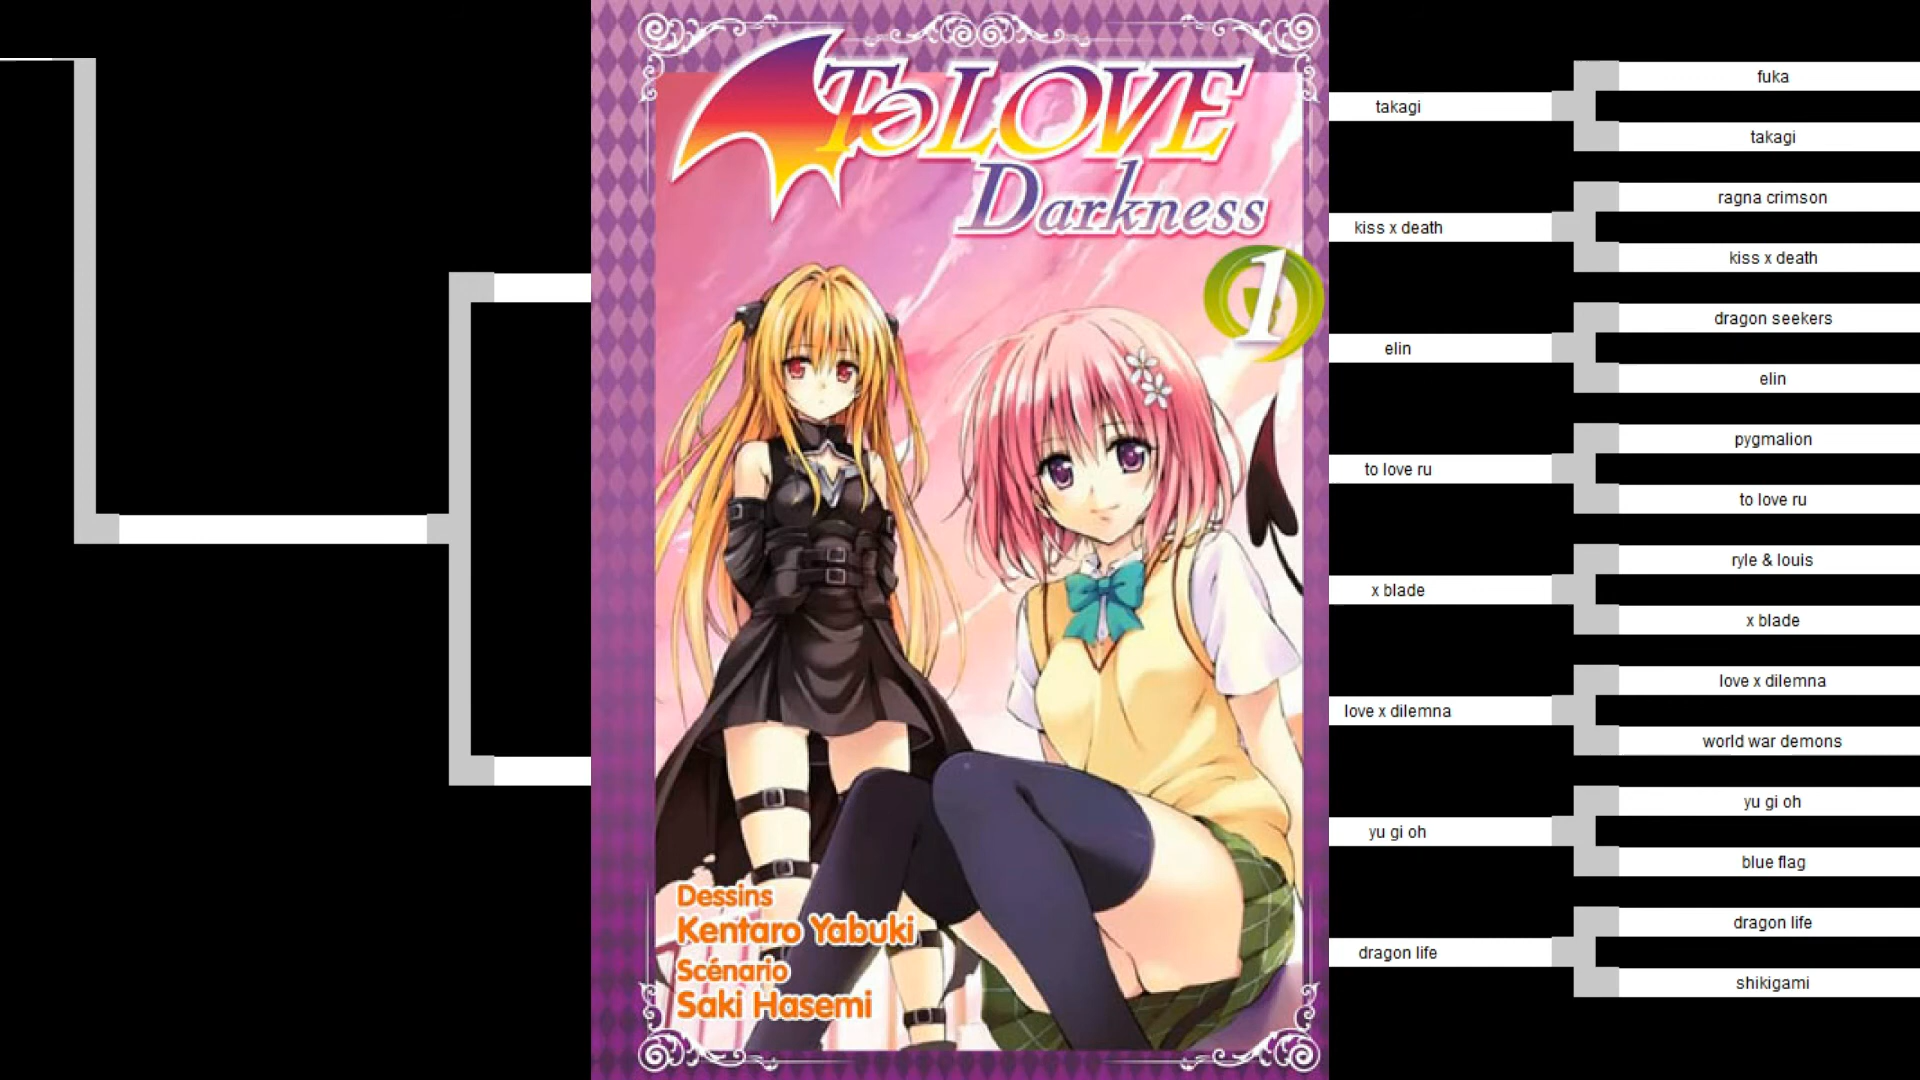 To LOVE
Darkness
1
Dessins
Kentaro Yabuki
Scénario
Saki Hasemi
takagi
kiss x death
elin
to love ru
x blade
love x dilemna
yu gi oh
dragon life
fuka
takagi
ragna crimson
kiss x death
dragon seekers
elin
pygmalion
to love ru
ryle & louis
x blade
love x dilemna
world war demons
yu gi oh
blue flag
dragon life
shikigami